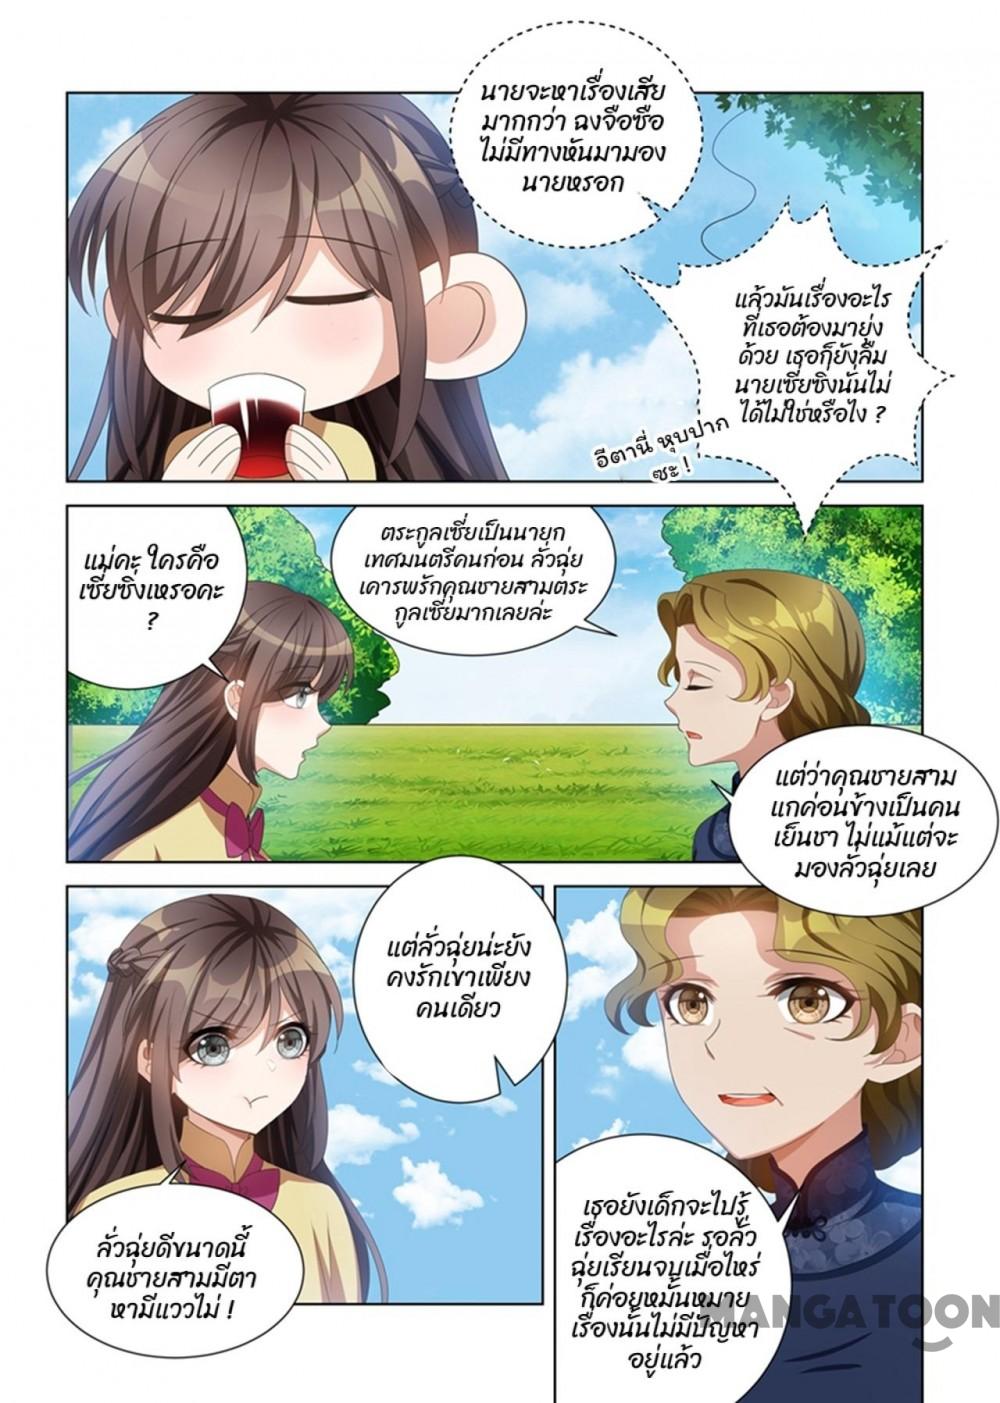 นายจะหาเรื่องเสีย
มากกว่า ฉงจือซือ
ไม่มีทางหันมามอง
นายหรอก
แล้วมันเรื่องอะไร
ที่เธอต้องมายุ่ง
ด้วย เธอก็ยังลืม
นายเซี่ยซิ่งนั่นไม่
ได้ไม่ใช่หรือไง ?
อีตานี่ หุบปาก
ซะ !
แม่คะ ใครคือ
เซี่ยซิ่งเหรอคะ
?
ตระกูลเซี่ยเป็นนายก
เทศมนตรีคนก่อน ลั่วฉุ่ย
เคารพรักคุณชายสามตระ
กูลเซี่ยมากเลยล่ะ
แต่ว่าคุณชายสาม
แกค่อนข้างเป็นคน
เย็นชา ไม่แม้แต่จะ
มองลั่วฉุ่ยเลย
แต่ลั่วฉุ่ยน่ะยัง
คงรักเขาเพียง
คนเดียว
ลั่วฉุ่ยดีขนาดนี้
คุณชายสามมีตา
หามีแววไม่ !
เธอยังเด็กจะไปรู้
เรื่องอะไรล่ะ รอลั่ว
ฉุ่ยเรียนจบเมื่อไหร่
ก็ค่อยหมั้นหมาย
เรื่องนั้นไม่มีปัญหา
อยู่แล้ว
MANGATOON